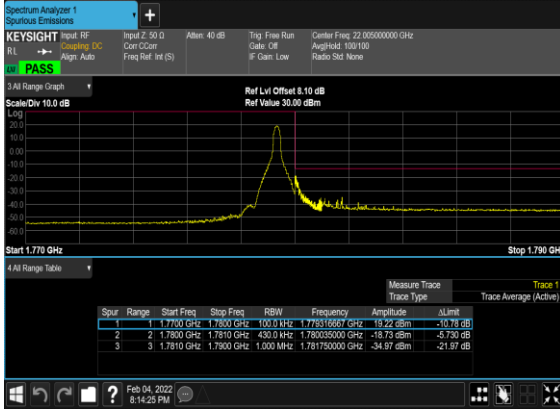 Spectrum Analyzer 1
Spurious Emissions
+
KEYSIGHT Input: RF Input Z: 50 Ω Atten: 40 dB Trig: Free Run Center Freq: 22.005000000 GHz
RL Coupling: DC Corr CCorr Gate: Off Avg|Hold: 100/100
Align: Auto Freq Ref: Int (S) IF Gain: Low Radio Std: None
PASS
3 All Range Graph
Ref Lvl Offset 8.10 dB
Scale/Div 10.0 dB Ref Value 30.00 dBm
Log
20.0
10.0
0.00
-10.0
-20.0
-30.0
-40.0
-50.0
-60.0
Start 1.770 GHz Stop 1.790 GH
4 All Range Table
Measure Trace Trace 1
Trace Type Trace Average (Active)
Spur Range Start Freq Stop Freq RBW Frequency Amplitude ΔLimit
1 1 1.7700 GHz 1.7800 GHz 100.0 kHz 1.779316667 GHz 19.22 dBm -10.78 dB
2 2 1.7800 GHz 1.7810 GHz 430.0 kHz 1.780035000 GHz -18.73 dBm -5.730 dB
3 3 1.7810 GHz 1.7900 GHz 1.000 MHz 1.781750000 GHz -34.97 dBm -21.97 dB
? Feb 04, 2022
8:14:25 PM